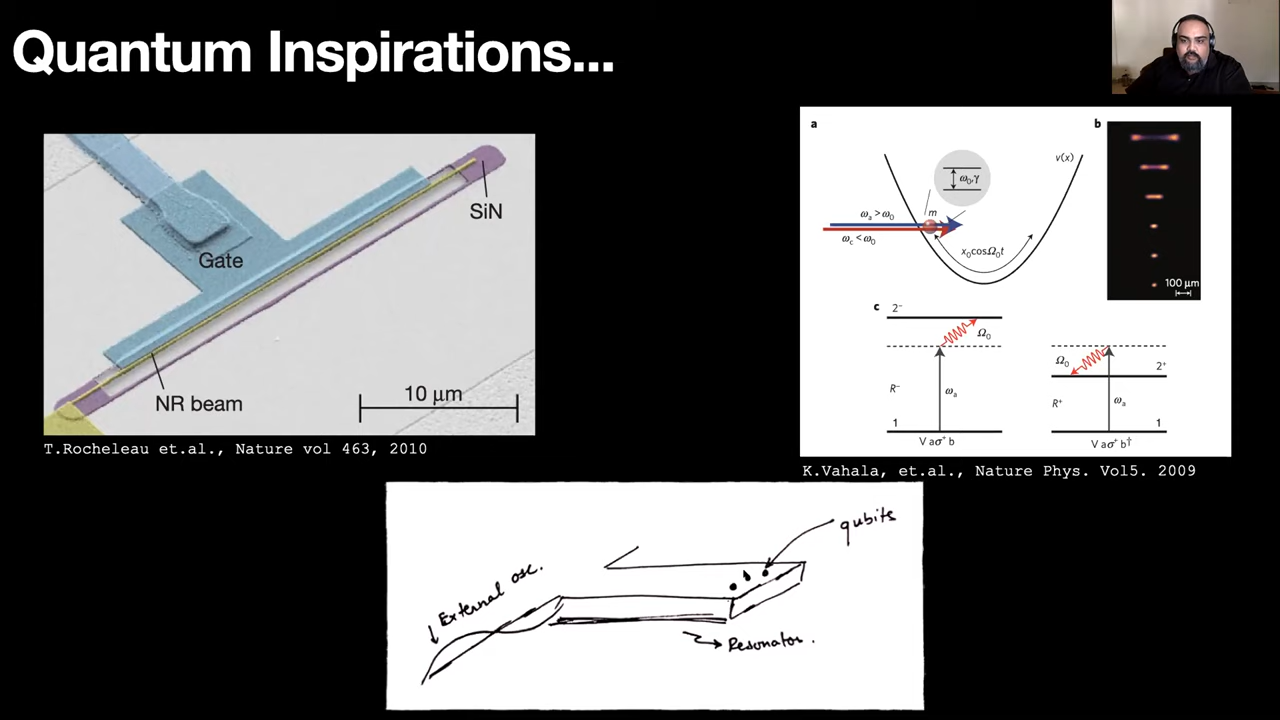 Quantum Inspirations...
SiN
Gate
NR beam
10 μm
T.Rocheleau et.al., Nature vol 463, 2010
a
b
v(x)
ω₀,γ
ωₐ>ω₀
m
ω꜀<ω₀
x₀cosΩ₀t
100 μm
c
2⁻
Ω₀
Ω₀
2⁺
R⁻
ωₐ
R⁺
ωₐ
1
1
V aσ⁺ b
V aσ⁺ b†
K.Vahala, et.al., Nature Phys. Vol5. 2009
qubits
External osc.
Resonator.